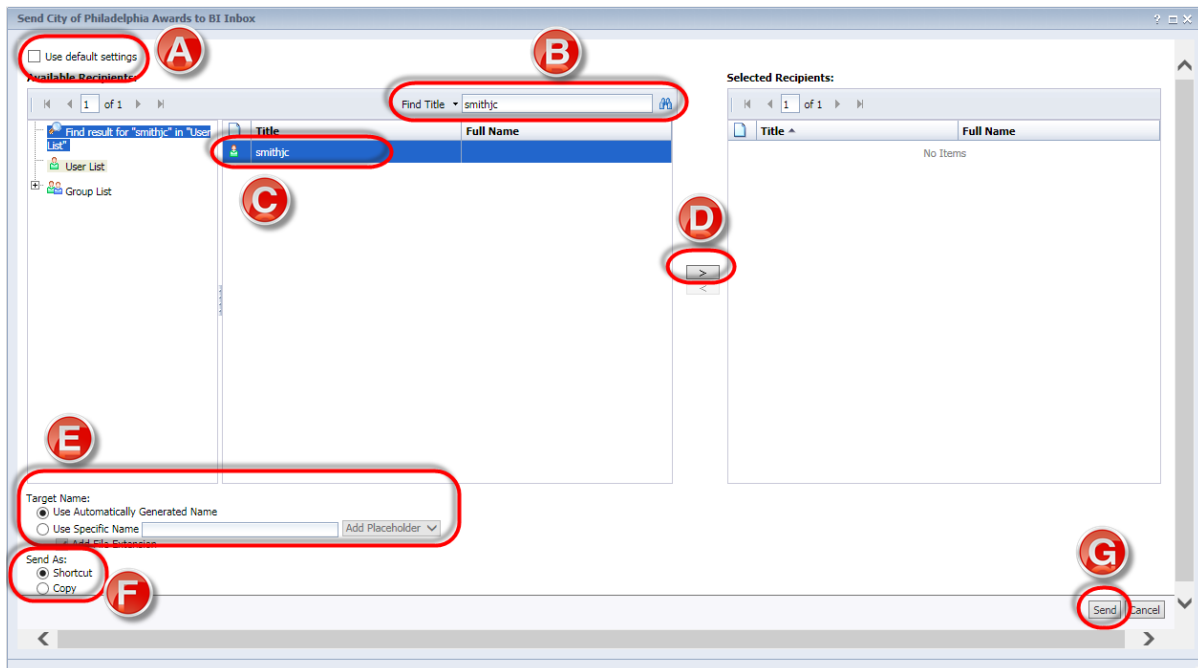 Send City of Philadelphia Awards to BI Inbox
?
Use default settings
A
B
Available Recipients:
Selected Recipients:
1 of 1
Find Title smithjc
1 of 1
Find result for "smithjc" in "User List"
User List
Group List
Title Full Name
smithjc
Title Full Name
No Items
C
D
>
<
E
Target Name:
Use Automatically Generated Name
Use Specific Name
Add Placeholder
Add File Extension
Send As:
Shortcut
Copy
F
G
Send Cancel